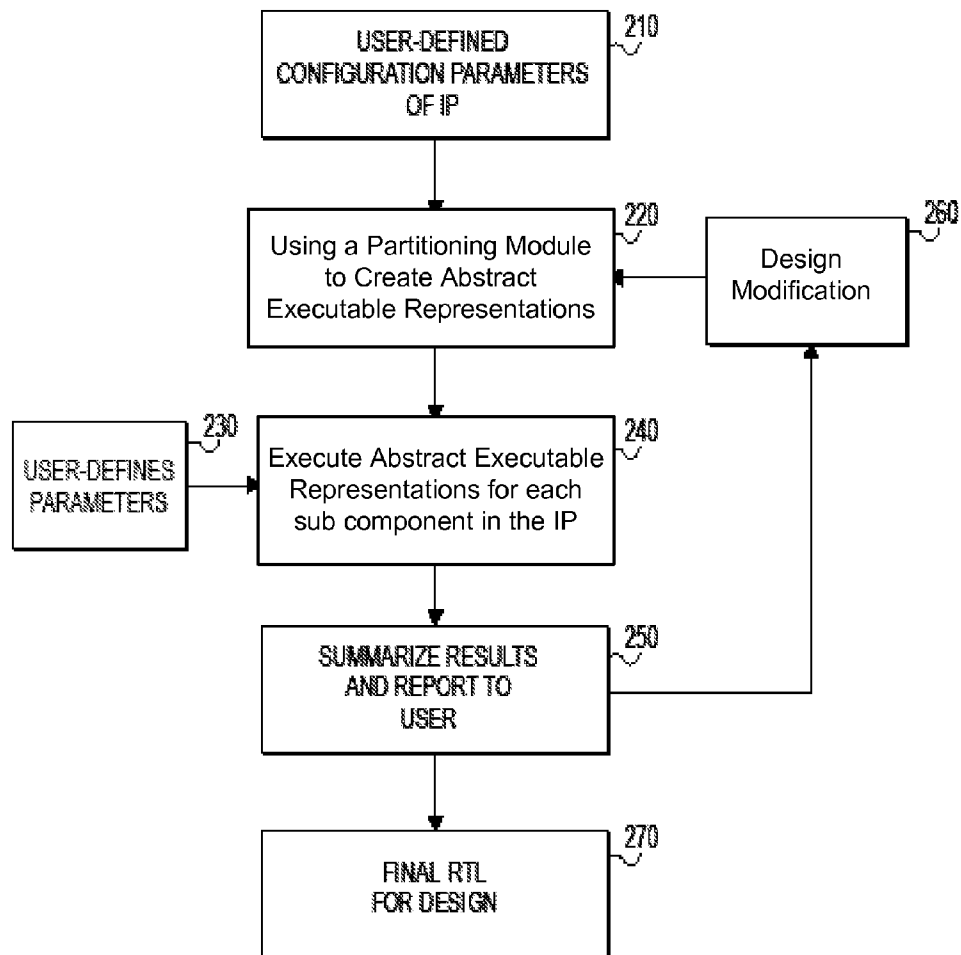 210
USER-DEFINED
CONFIGURATION PARAMETERS
OF IP
220
Using a Partitioning Module
to Create Abstract
Executable Representations
260
Design
Modification
230
USER-DEFINES
PARAMETERS
240
Execute Abstract Executable
Representations for each
sub component in the IP
250
SUMMARIZE RESULTS
AND REPORT TO
USER
270
FINAL RTL
FOR DESIGN